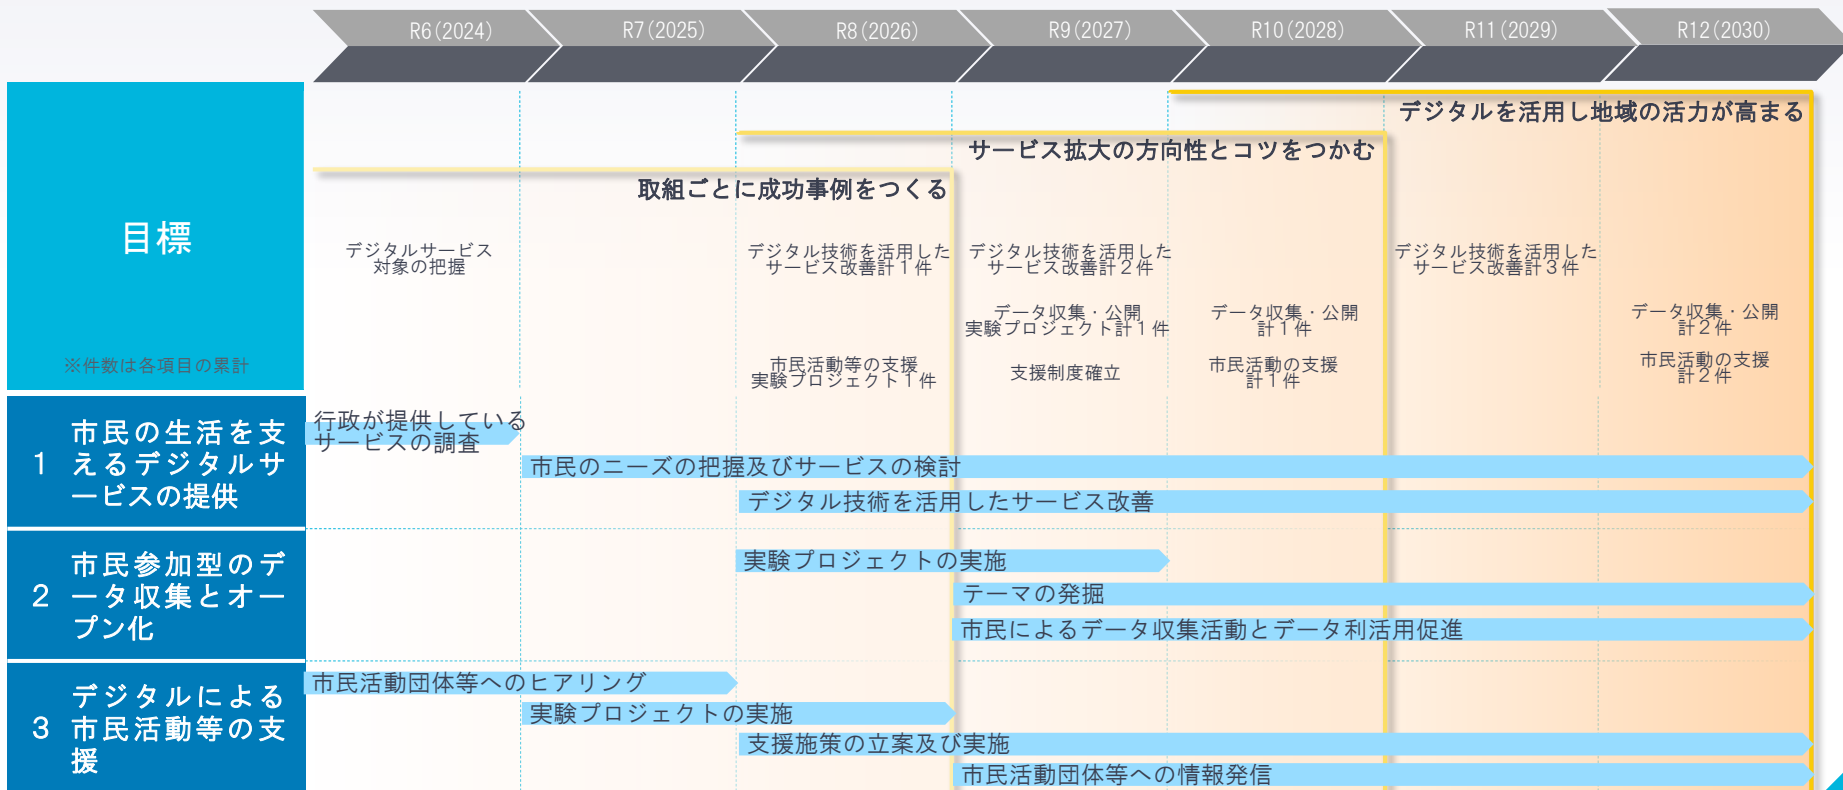 R6(2024)
R7(2025)
R8(2026)
R9(2027)
R10(2028)
R11(2029)
R12(2030)
デジタルを活用し地域の活力が高まる
サービス拡大の方向性とコツをつかむ
取組ごとに成功事例をつくる
目標
※件数は各項目の累計
デジタルサービス
対象の把握
デジタル技術を活用した
サービス改善計1件
デジタル技術を活用した
サービス改善計2件
デジタル技術を活用した
サービス改善計3件
データ収集・公開
実験プロジェクト計1件
データ収集・公開
計1件
データ収集・公開
計2件
市民活動等の支援
実験プロジェクト1件
支援制度確立
市民活動の支援
計1件
市民活動の支援
計2件
1
市民の生活を支
えるデジタルサ
ービスの提供
行政が提供している
サービスの調査
市民のニーズの把握及びサービスの検討
デジタル技術を活用したサービス改善
2
市民参加型のデ
ータ収集とオー
プン化
実験プロジェクトの実施
テーマの発掘
市民によるデータ収集活動とデータ利活用促進
3
デジタルによる
市民活動等の支
援
市民活動団体等へのヒアリング
実験プロジェクトの実施
支援施策の立案及び実施
市民活動団体等への情報発信